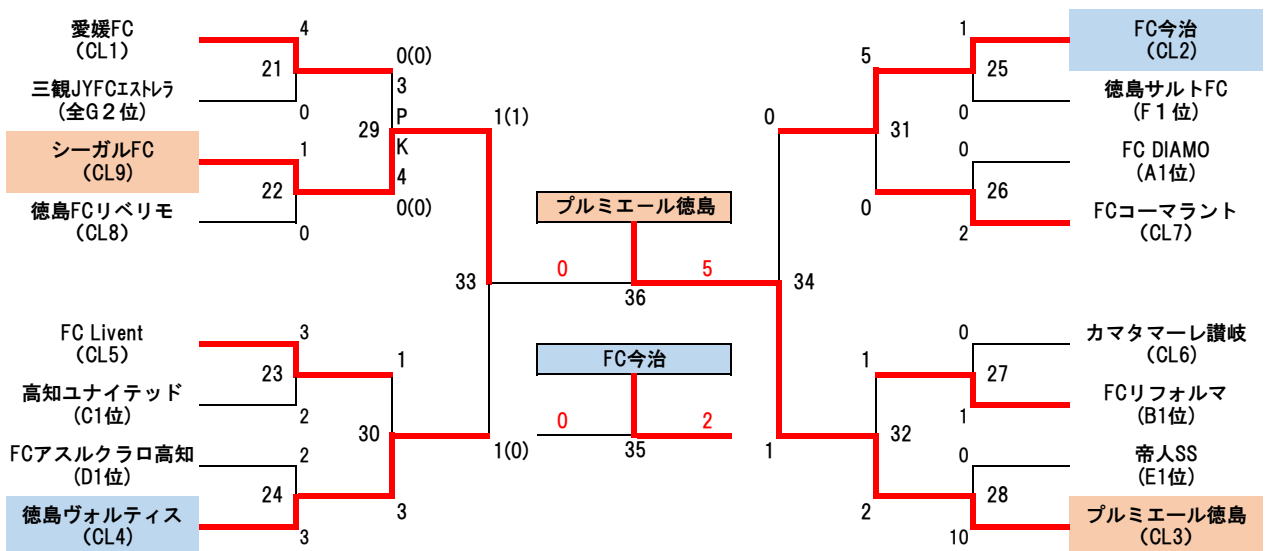 愛媛FC
(CL1)
4
21
三観JYFCエストレラ
(全G２位)
0
シーガルFC
(CL9)
1
22
徳島FCリベリモ
(CL8)
0
0(0)
3
P
29
K
4
0(0)
1(1)
33
FC Livent
(CL5)
3
23
高知ユナイテッド
(C1位)
2
FCアスルクラロ高知
(D1位)
2
24
徳島ヴォルティス
(CL4)
3
1
30
3
1(0)
プルミエール徳島
0
5
36
FC今治
0
2
35
0
34
1
5
31
0
1
32
2
1
FC今治
(CL2)
25
徳島サルトFC
(F１位)
0
0
FC DIAMO
(A1位)
26
FCコーマラント
(CL7)
2
0
カマタマーレ讃岐
(CL6)
27
FCリフォルマ
(B1位)
1
0
帝人SS
(E1位)
28
プルミエール徳島
(CL3)
10